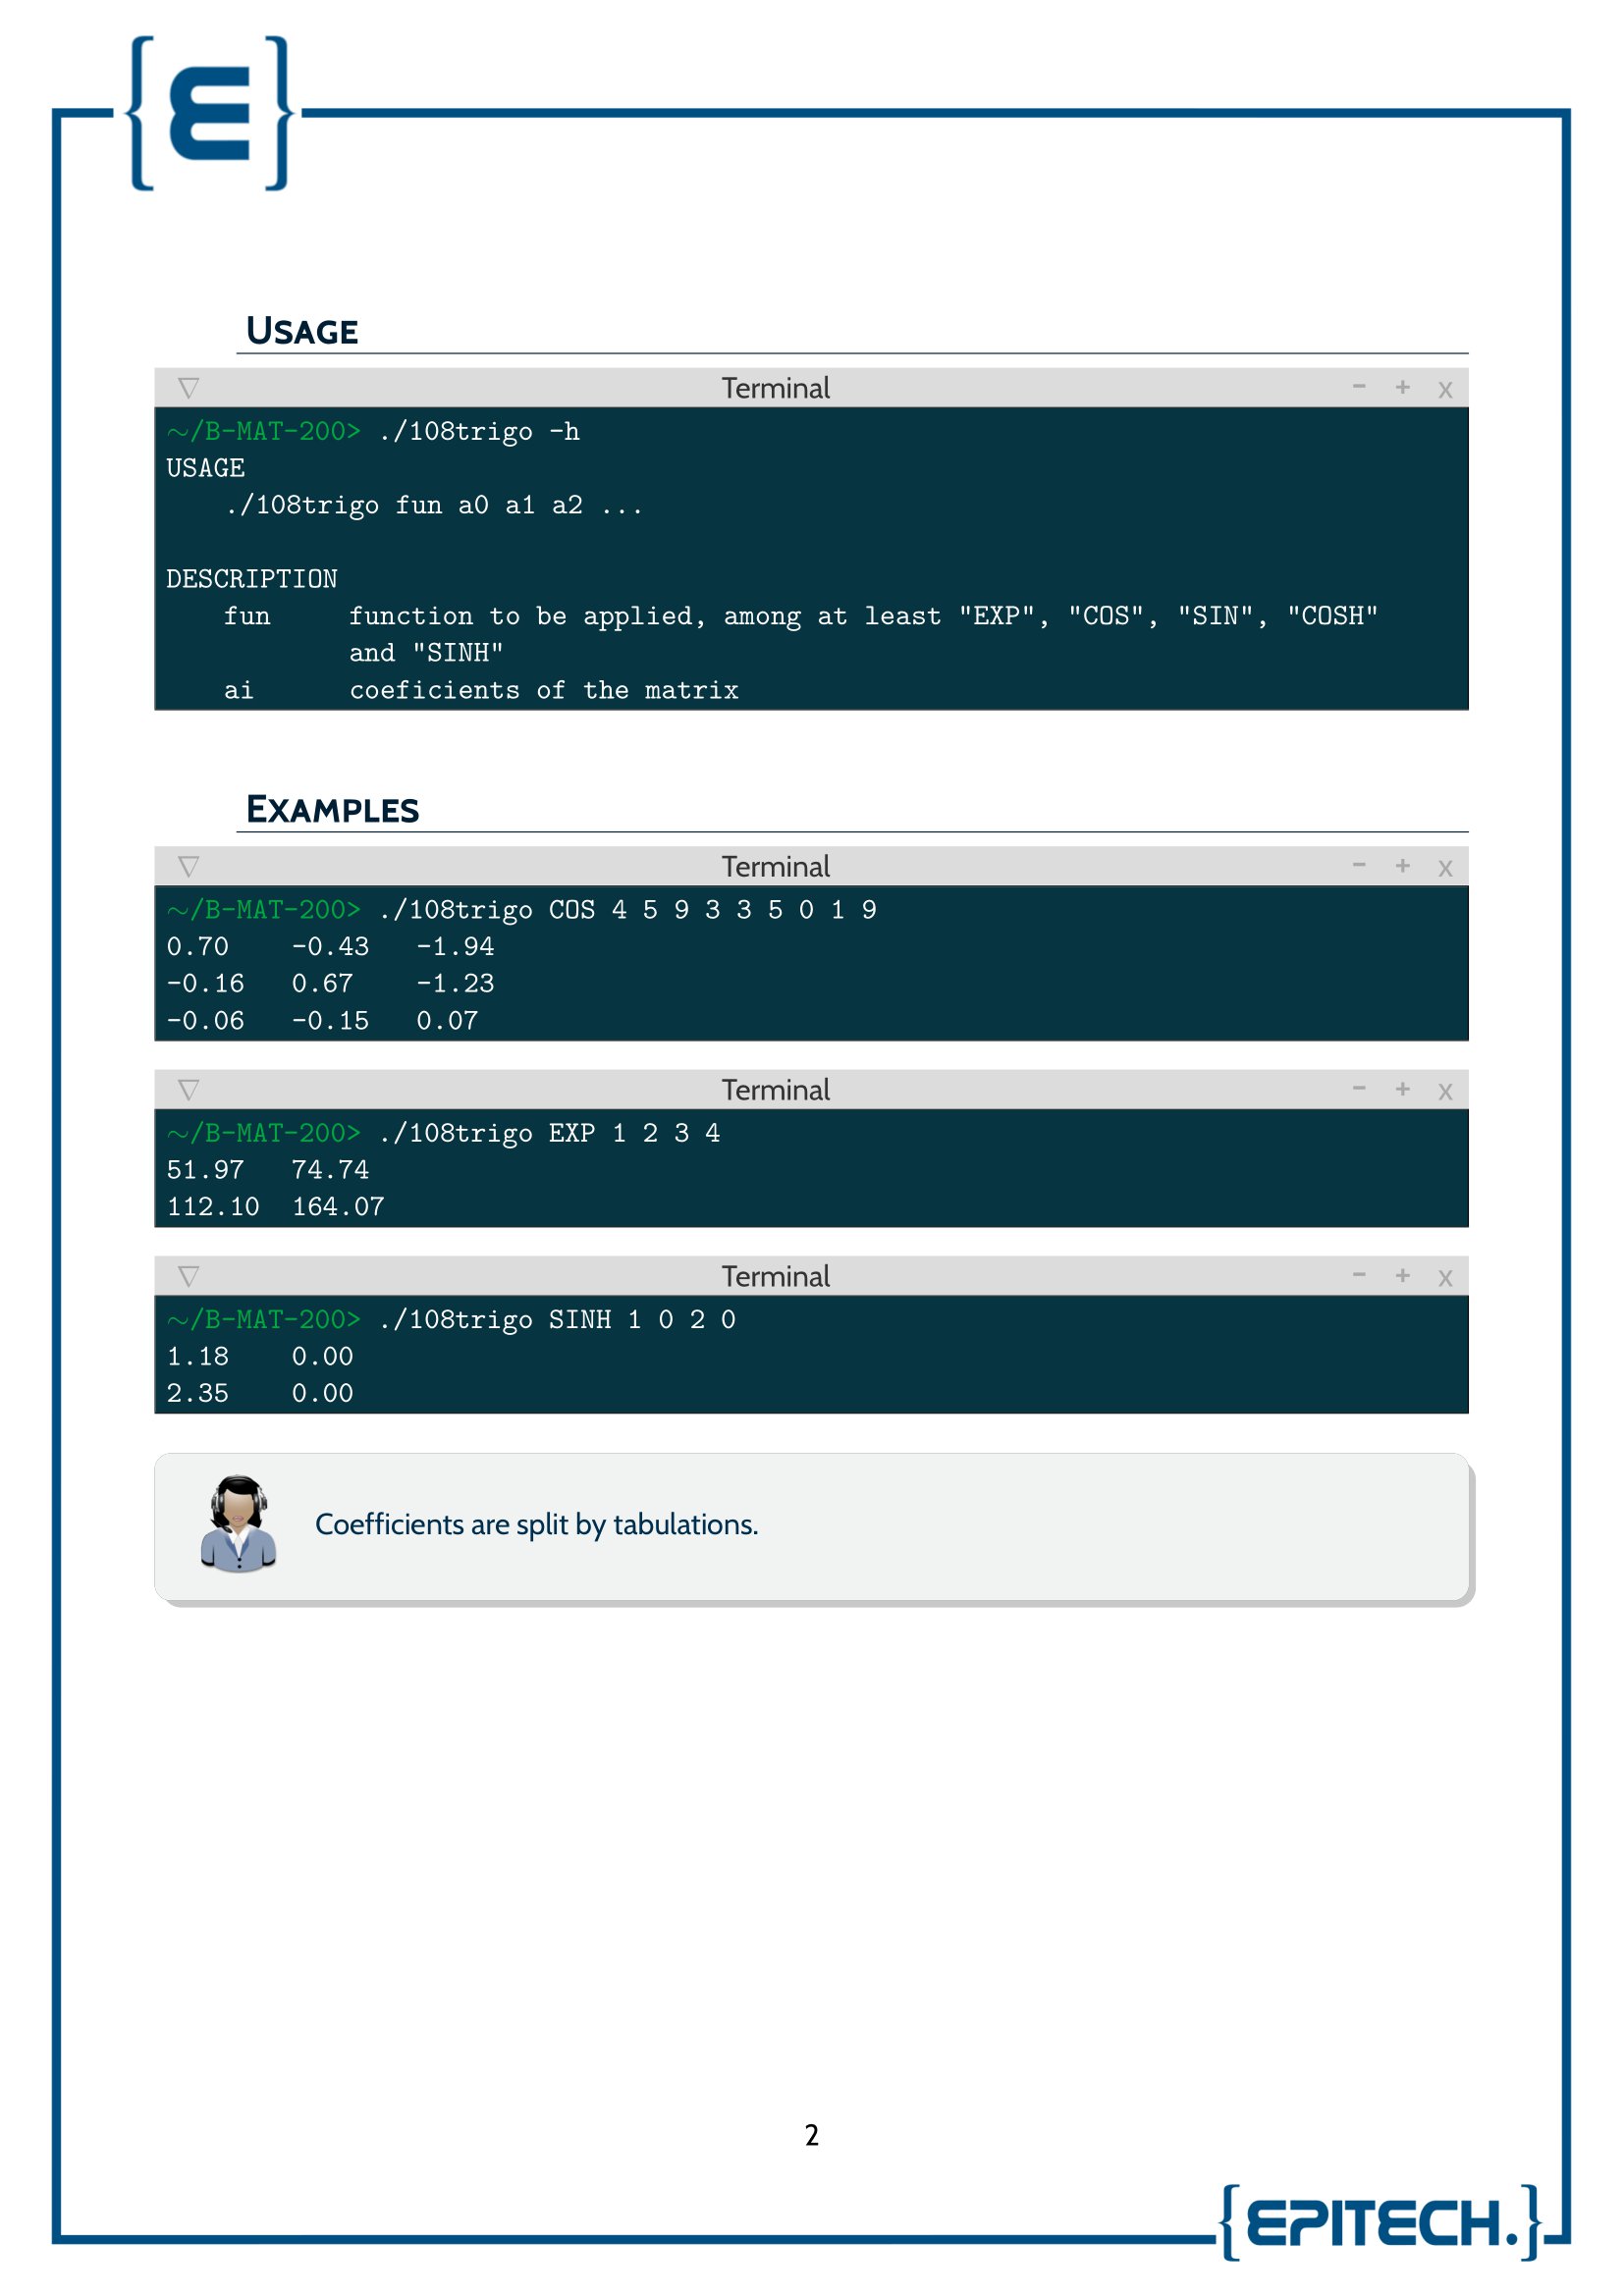 {E}
USAGE
Terminal - + x
~/B-MAT-200> ./108trigo -h
USAGE
./108trigo fun a0 a1 a2 ...
DESCRIPTION
fun function to be applied, among at least "EXP", "COS", "SIN", "COSH"
and "SINH"
ai coeficients of the matrix
EXAMPLES
Terminal - + x
~/B-MAT-200> ./108trigo COS 4 5 9 3 3 5 0 1 9
0.70 -0.43 -1.94
-0.16 0.67 -1.23
-0.06 -0.15 0.07
Terminal - + x
~/B-MAT-200> ./108trigo EXP 1 2 3 4
51.97 74.74
112.10 164.07
Terminal - + x
~/B-MAT-200> ./108trigo SINH 1 0 2 0
1.18 0.00
2.35 0.00
Coefficients are split by tabulations.
2
{EPITECH.}